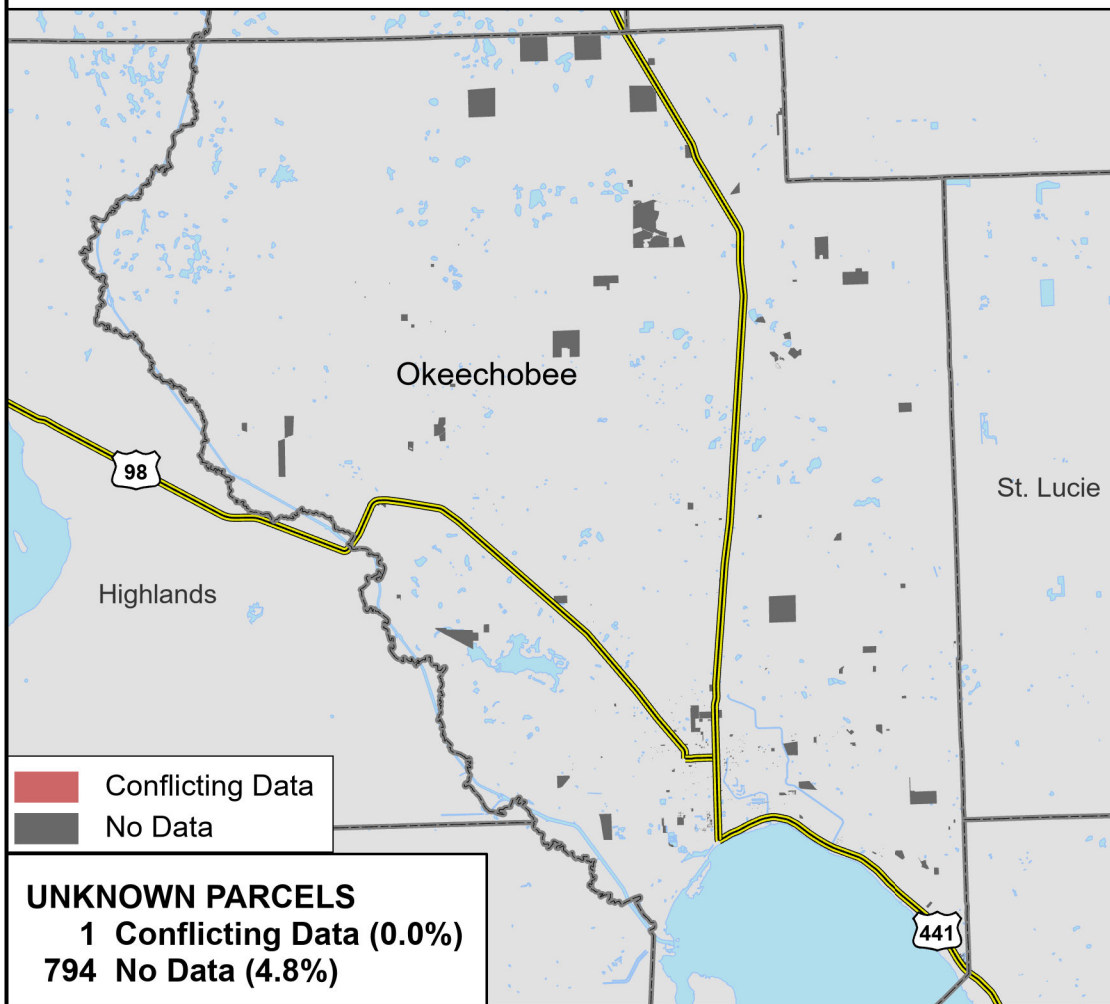 Okeechobee
98
St. Lucie
Highlands
Conflicting Data
No Data
441
UNKNOWN PARCELS
1 Conflicting Data (0.0%)
794 No Data (4.8%)